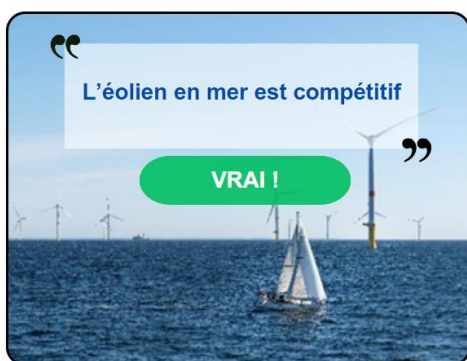 “
L'éolien en mer est compétitif
”
VRAI !